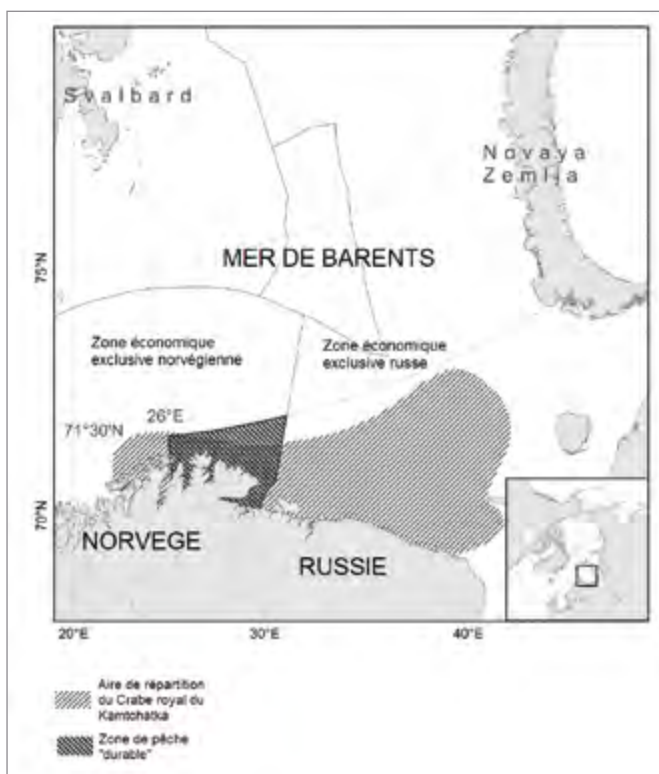 Svalbard
Novaya
Zemlja
MER DE BARENTS
75°N
Zone économique
exclusive norvégienne
Zone économique
exclusive russe
26°E
71°30'N
70°N
NORVEGE
RUSSIE
20°E
30°E
40°E
Aire de répartition
du Crabe royal du
Kamtchatka
Zone de pêche
"durable"